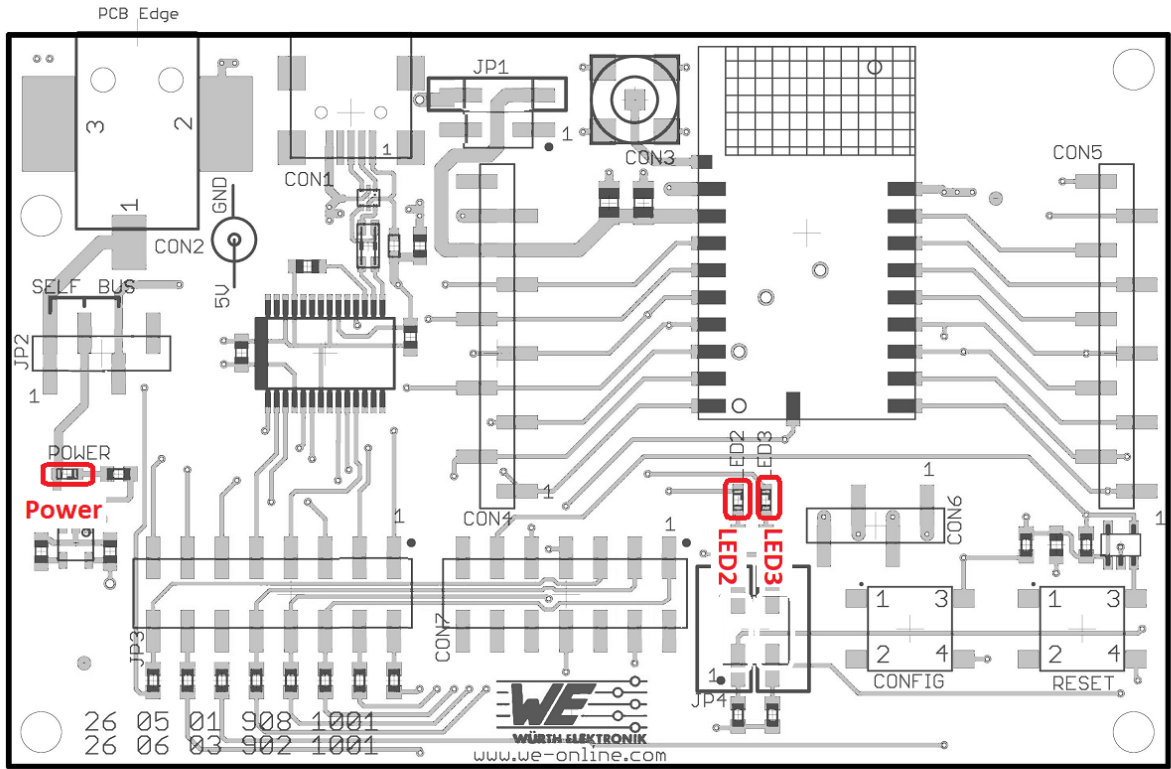 PCB Edge
JP1
1
3
2
1
CON1
1
CON3
CON5
GND
CON2
5V
1
SELF BUS
JP2
1
POWER
Power
LED2
LED3
1
CON4
1
1
CON6
1
1
LED2
LED3
JP3
CON7
1
3
2
4
CONFIG
1
3
2
4
RESET
1
JP4
26 05 01 908 1001
26 06 03 902 1001
WE
WÜRTH ELEKTRONIK
www.we-online.com